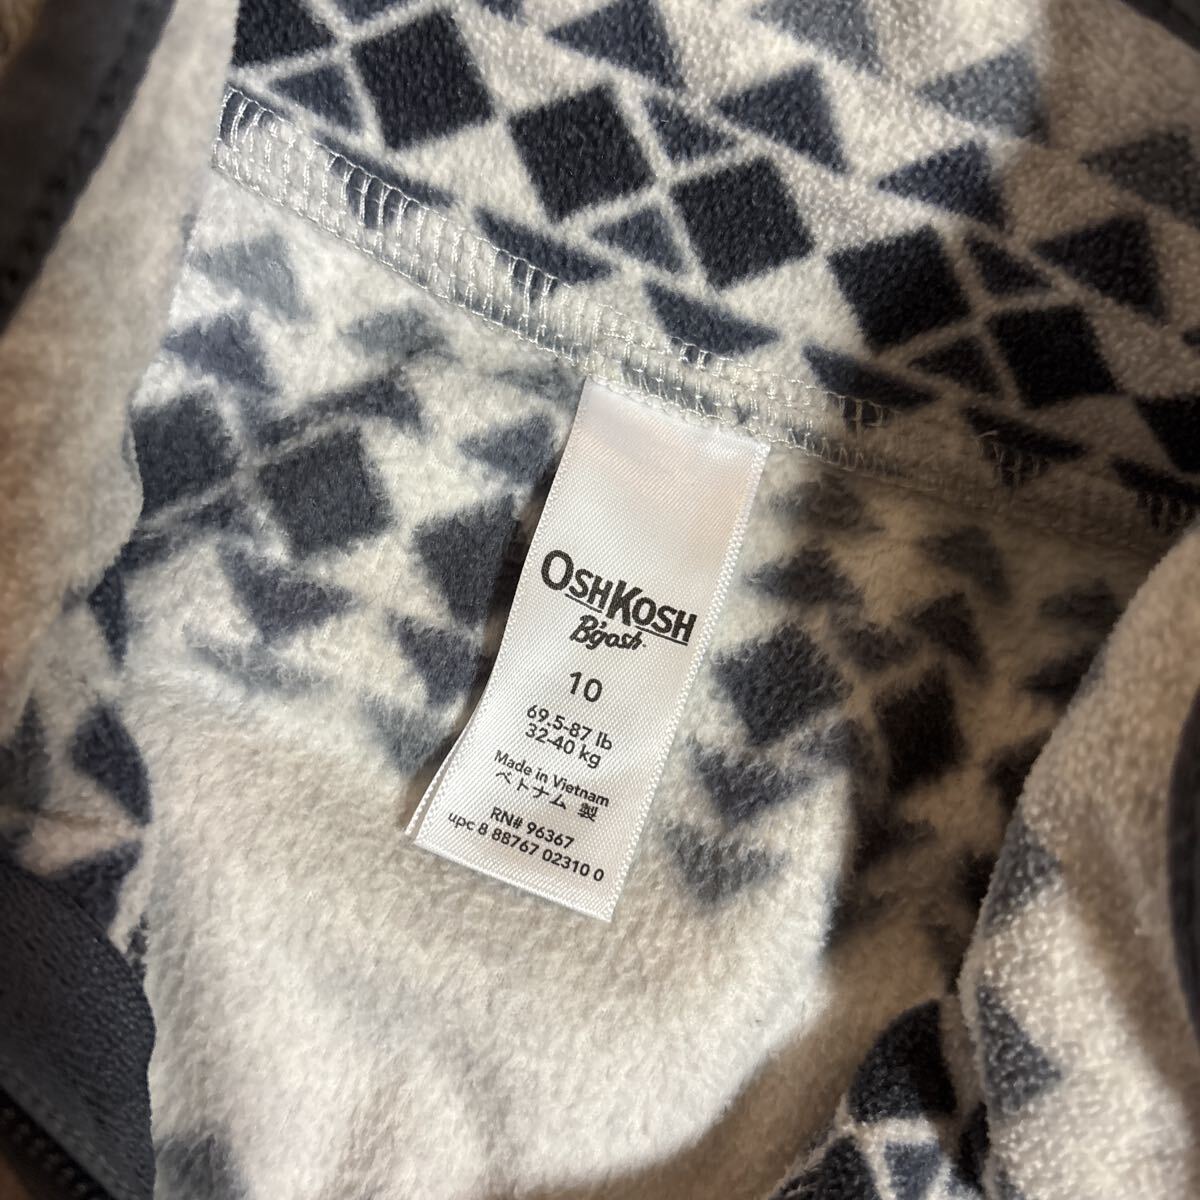 OSHKOSH
B'gosh
10
69.5-87 lb
32-40 kg
Made in Vietnam
ベトナム 製
RN# 96367
upc 8 88767 02310 0